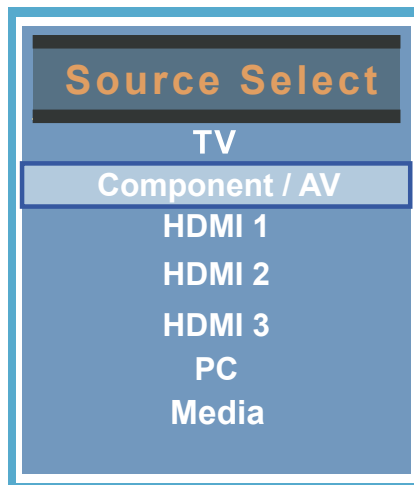 Source Select
TV
Component / AV
HDMI 1
HDMI 2
HDMI 3
PC
Media